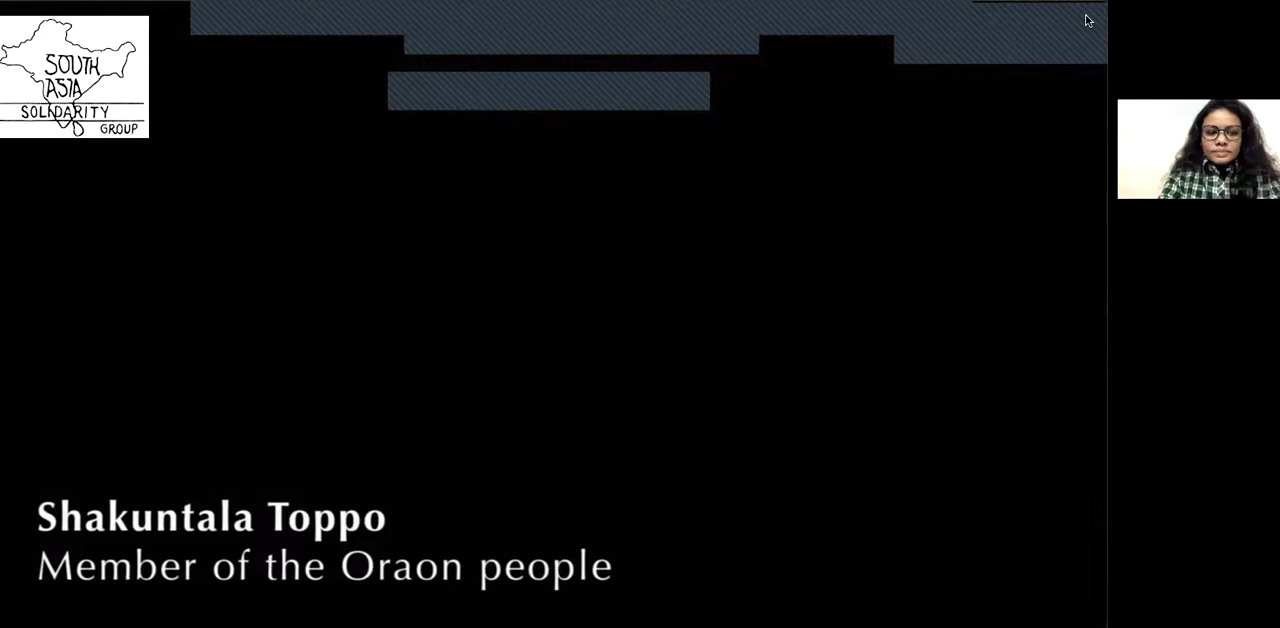 SOUTH
ASIA
SOLIDARITY
GROUP
Shakuntala Toppo
Member of the Oraon people